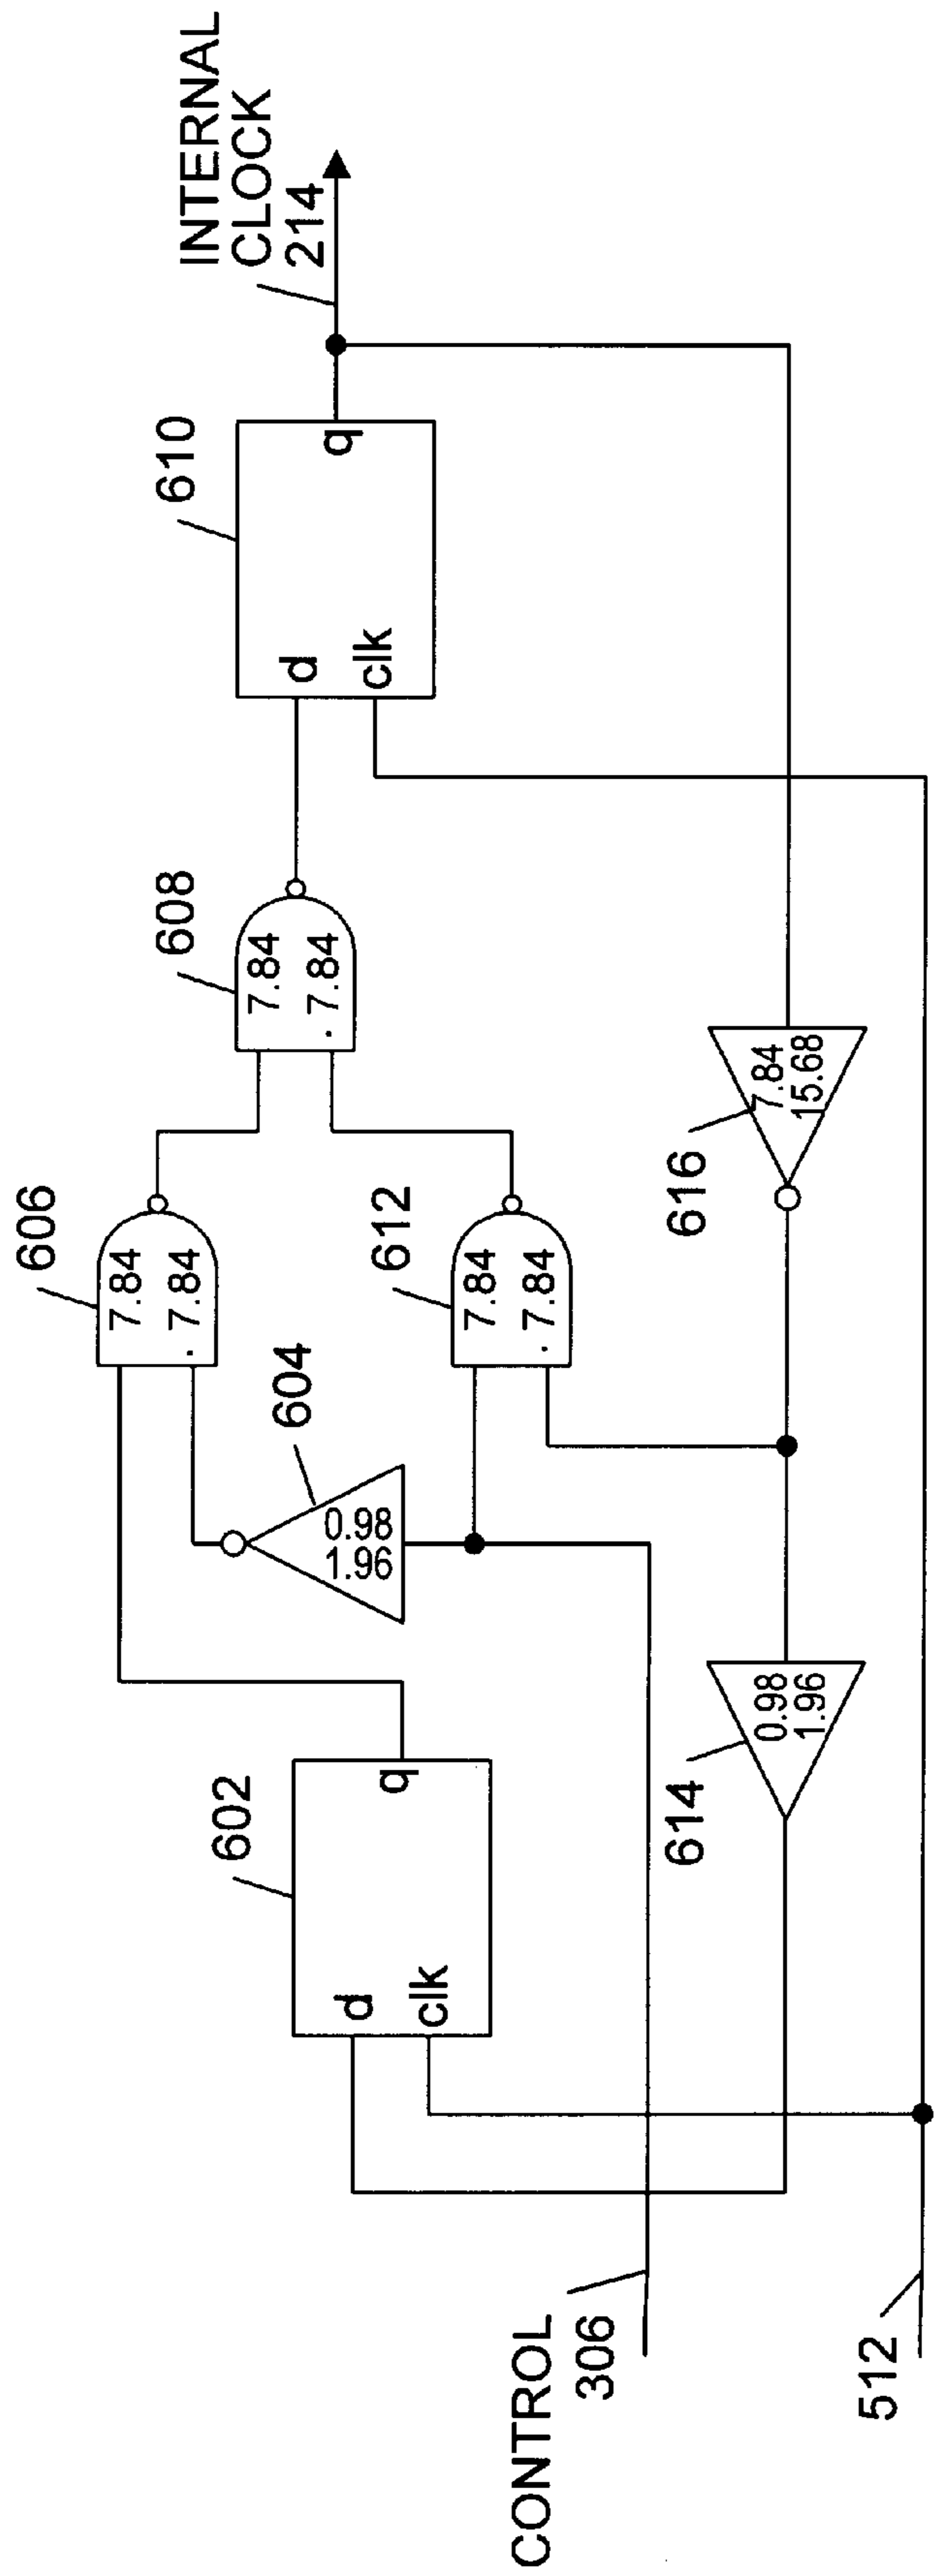 INTERNAL
CLOCK
214
610
d
clk
q
608
7.84
. 7.84
606
7.84
. 7.84
612
7.84
. 7.84
604
0.98
1.96
602
d
clk
q
616
7.84
15.68
614
0.98
1.96
CONTROL
306
512